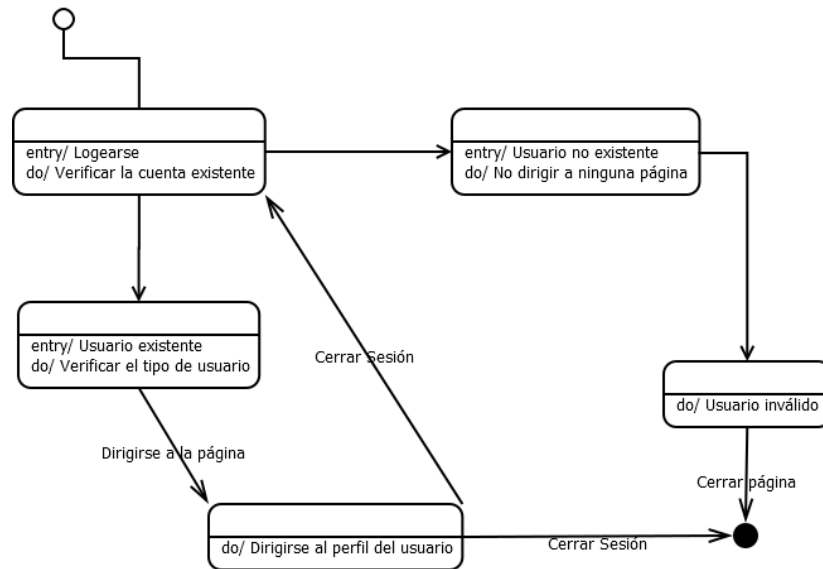 entry/ Logearse
do/ Verificar la cuenta existente
entry/ Usuario no existente
do/ No dirigir a ninguna página
entry/ Usuario existente
do/ Verificar el tipo de usuario
Cerrar Sesión
do/ Usuario inválido
Dirigirse a la página
Cerrar página
do/ Dirigirse al perfil del usuario
Cerrar Sesión